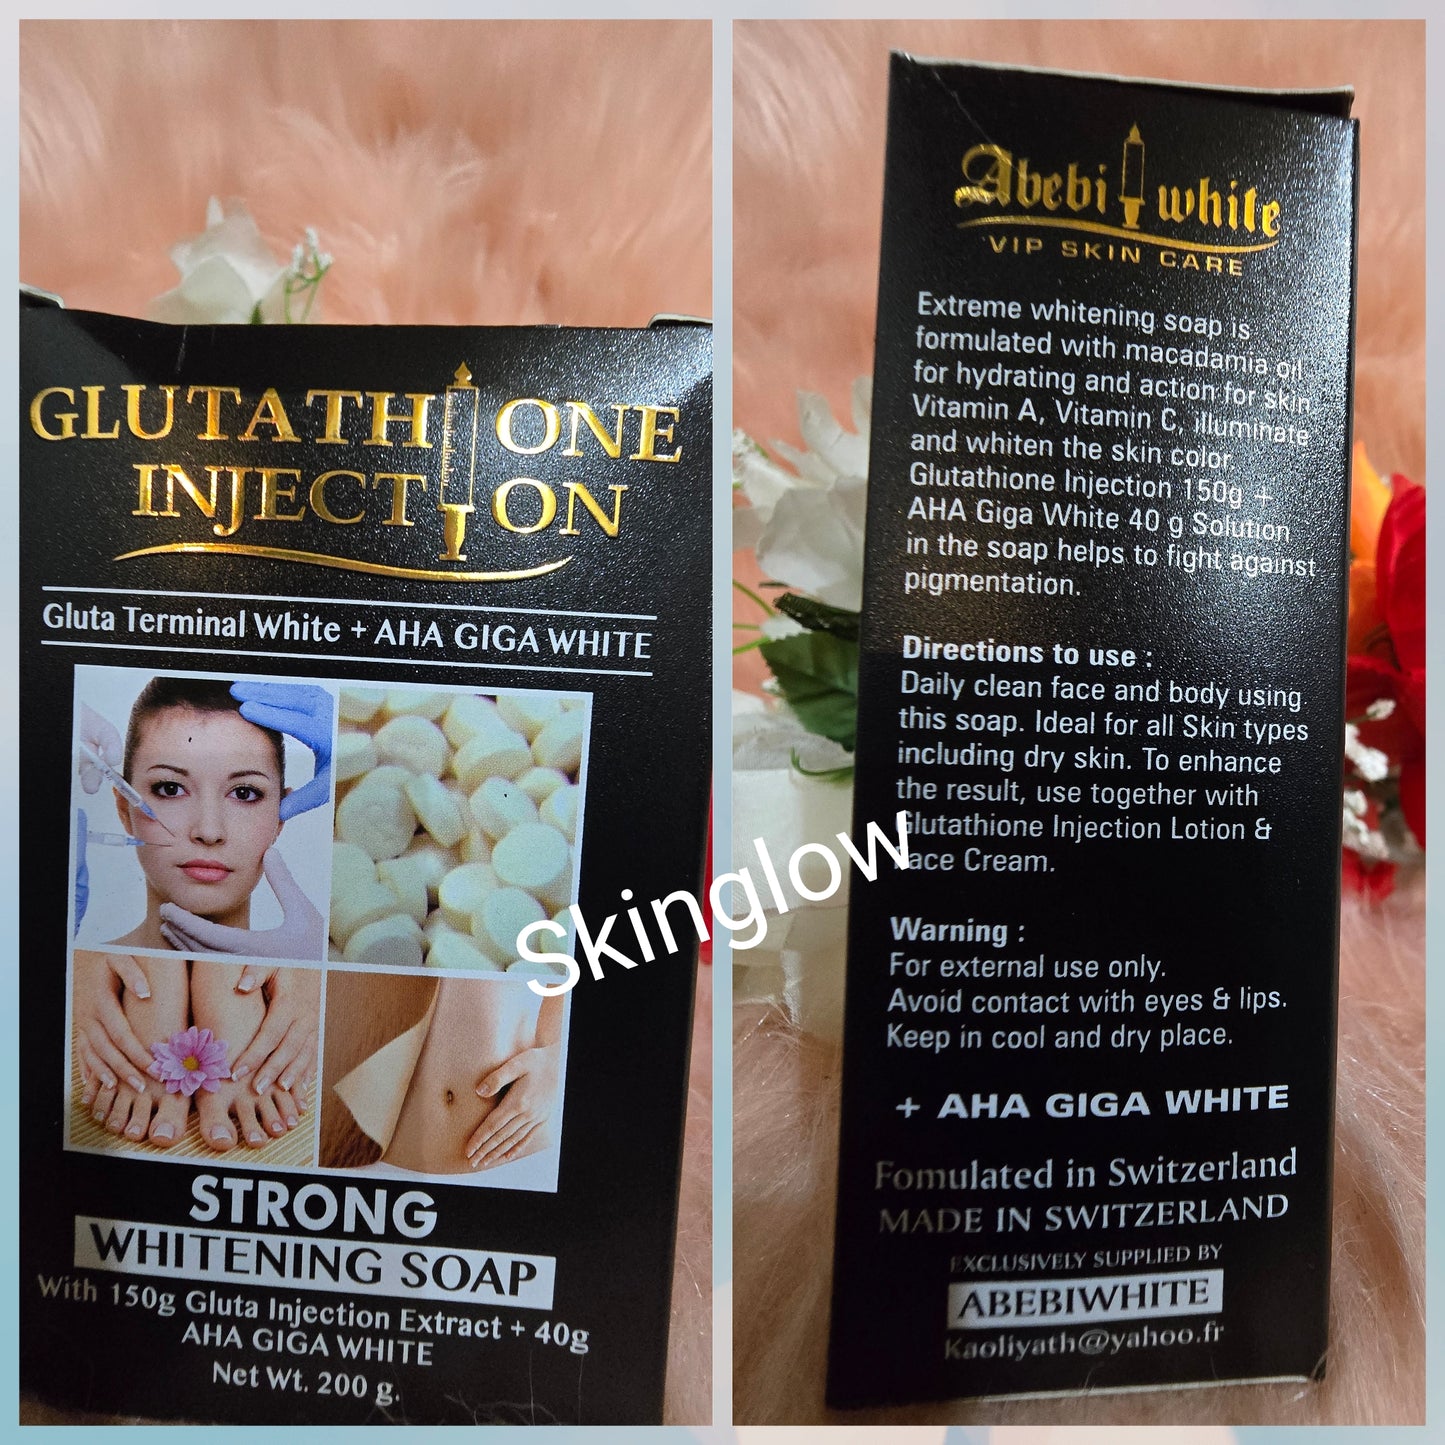 GLUTATHIONE
INJECTION
Gluta Terminal White + AHA GIGA WHITE
STRONG
WHITENING SOAP
With 150g Gluta Injection Extract + 40g
AHA GIGA WHITE
Net Wt. 200 g.
Skinglow
Abebi white
VIP SKIN CARE
Extreme whitening soap is
formulated with macadamia oil
for hydrating and action for skin
Vitamin A, Vitamin C, illuminate
and whiten the skin color.
Glutathione Injection 150g +
AHA Giga White 40 g Solution
in the soap helps to fight against
pigmentation.
Directions to use :
Daily clean face and body using
this soap. Ideal for all Skin types
including dry skin. To enhance
the result, use together with
Glutathione Injection Lotion &
Face Cream.
Warning :
For external use only.
Avoid contact with eyes & lips.
Keep in cool and dry place.
+ AHA GIGA WHITE
Fomulated in Switzerland
MADE IN SWITZERLAND
EXCLUSIVELY SUPPLIED BY
ABEBIWHITE
Kaoliyath@yahoo.fr